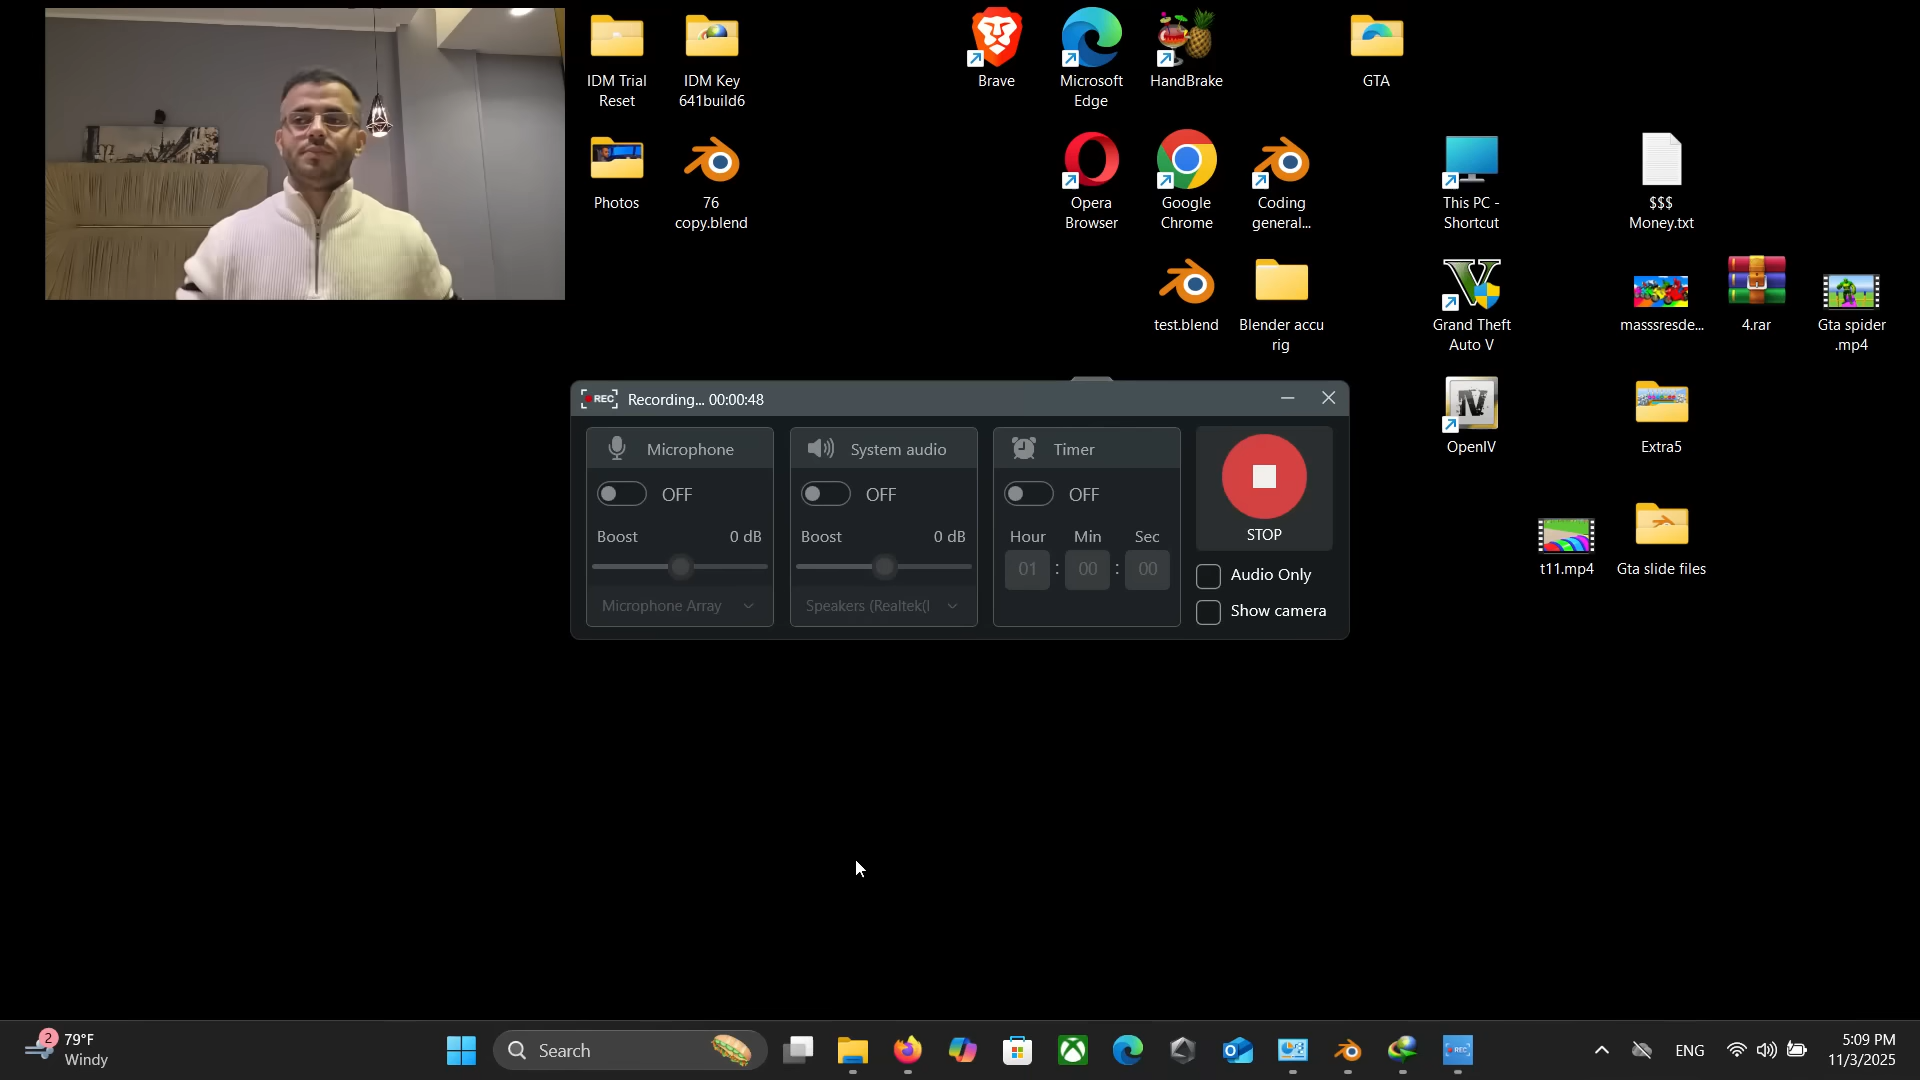 IDM Trial
Reset
IDM Key
641build6
Brave
Microsoft
Edge
HandBrake
GTA
Photos
76
copy.blend
Opera
Browser
Google
Chrome
Coding
general...
This PC -
Shortcut
$$$
Money.txt
test.blend
Blender accu
rig
Grand Theft
Auto V
masssresde...
4.rar
Gta spider
.mp4
REC
Recording... 00:00:48
Microphone
System audio
Timer
OFF
OFF
OFF
STOP
Boost
0 dB
Boost
0 dB
Hour
Min
Sec
01 : 00 : 00
Audio Only
Microphone Array
Speakers (Realtek(
Show camera
IV
OpenIV
Extra5
t11.mp4
Gta slide files
2
79°F
Windy
Search
REC
ENG
5:09 PM
11/3/2025